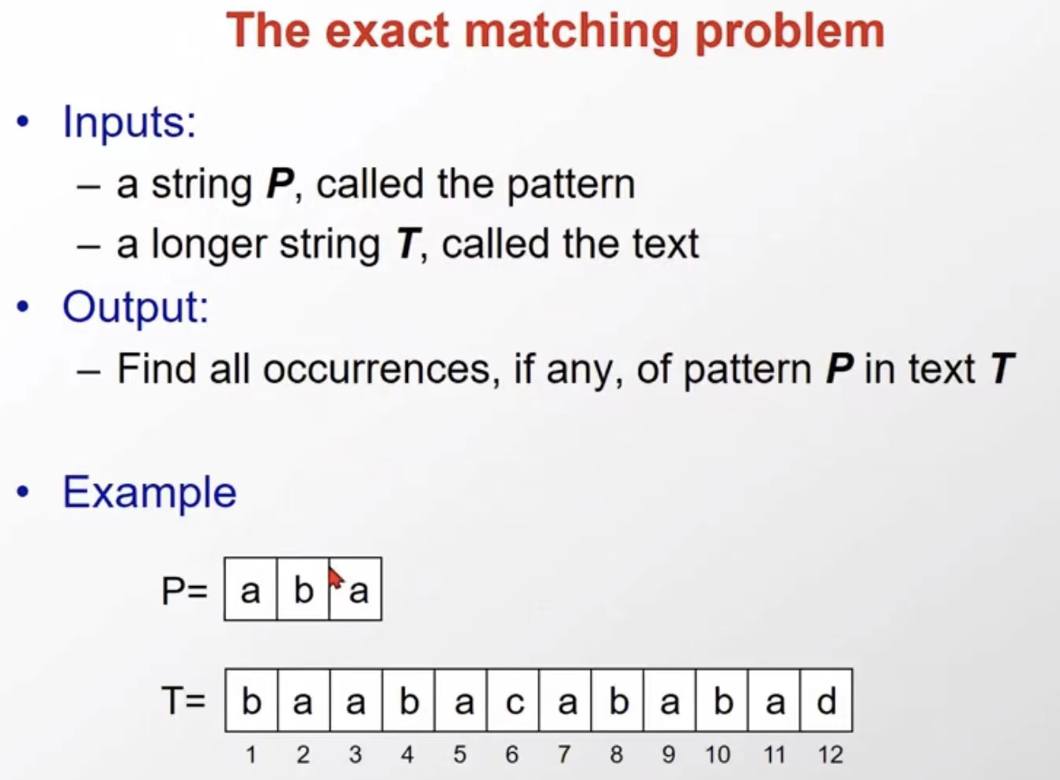 The exact matching problem
• Inputs:
– a string P, called the pattern
– a longer string T, called the text
• Output:
– Find all occurrences, if any, of pattern P in text T
• Example
P= a b a
T= b a a b a c a b a b a d
1 2 3 4 5 6 7 8 9 10 11 12